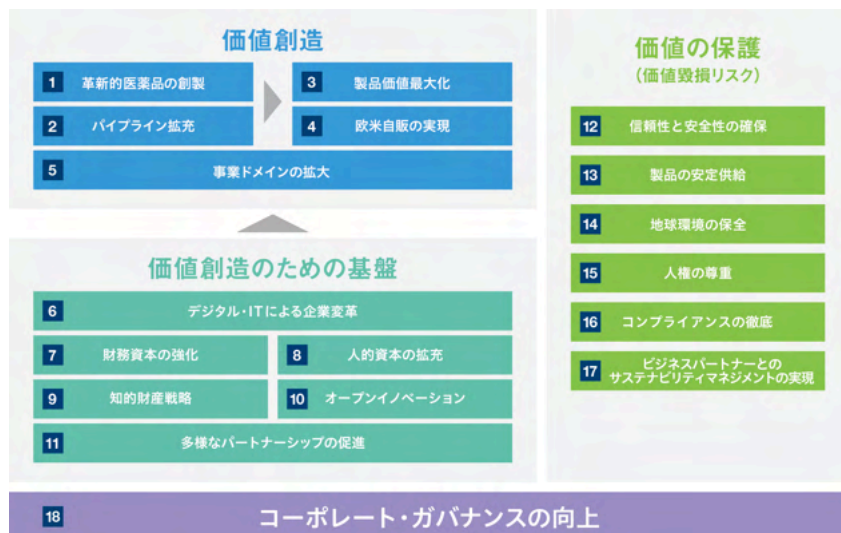 価値創造
1 革新的医薬品の創製
3 製品価値最大化
2 パイプライン拡充
4 欧米自販の実現
5 事業ドメインの拡大
価値創造のための基盤
6 デジタル・ITによる企業変革
7 財務資本の強化
8 人的資本の拡充
9 知的財産戦略
10 オープンイノベーション
11 多様なパートナーシップの促進
価値の保護
(価値毀損リスク)
12 信頼性と安全性の確保
13 製品の安定供給
14 地球環境の保全
15 人権の尊重
16 コンプライアンスの徹底
17 ビジネスパートナーとの
サステナビリティマネジメントの実現
18 コーポレート・ガバナンスの向上